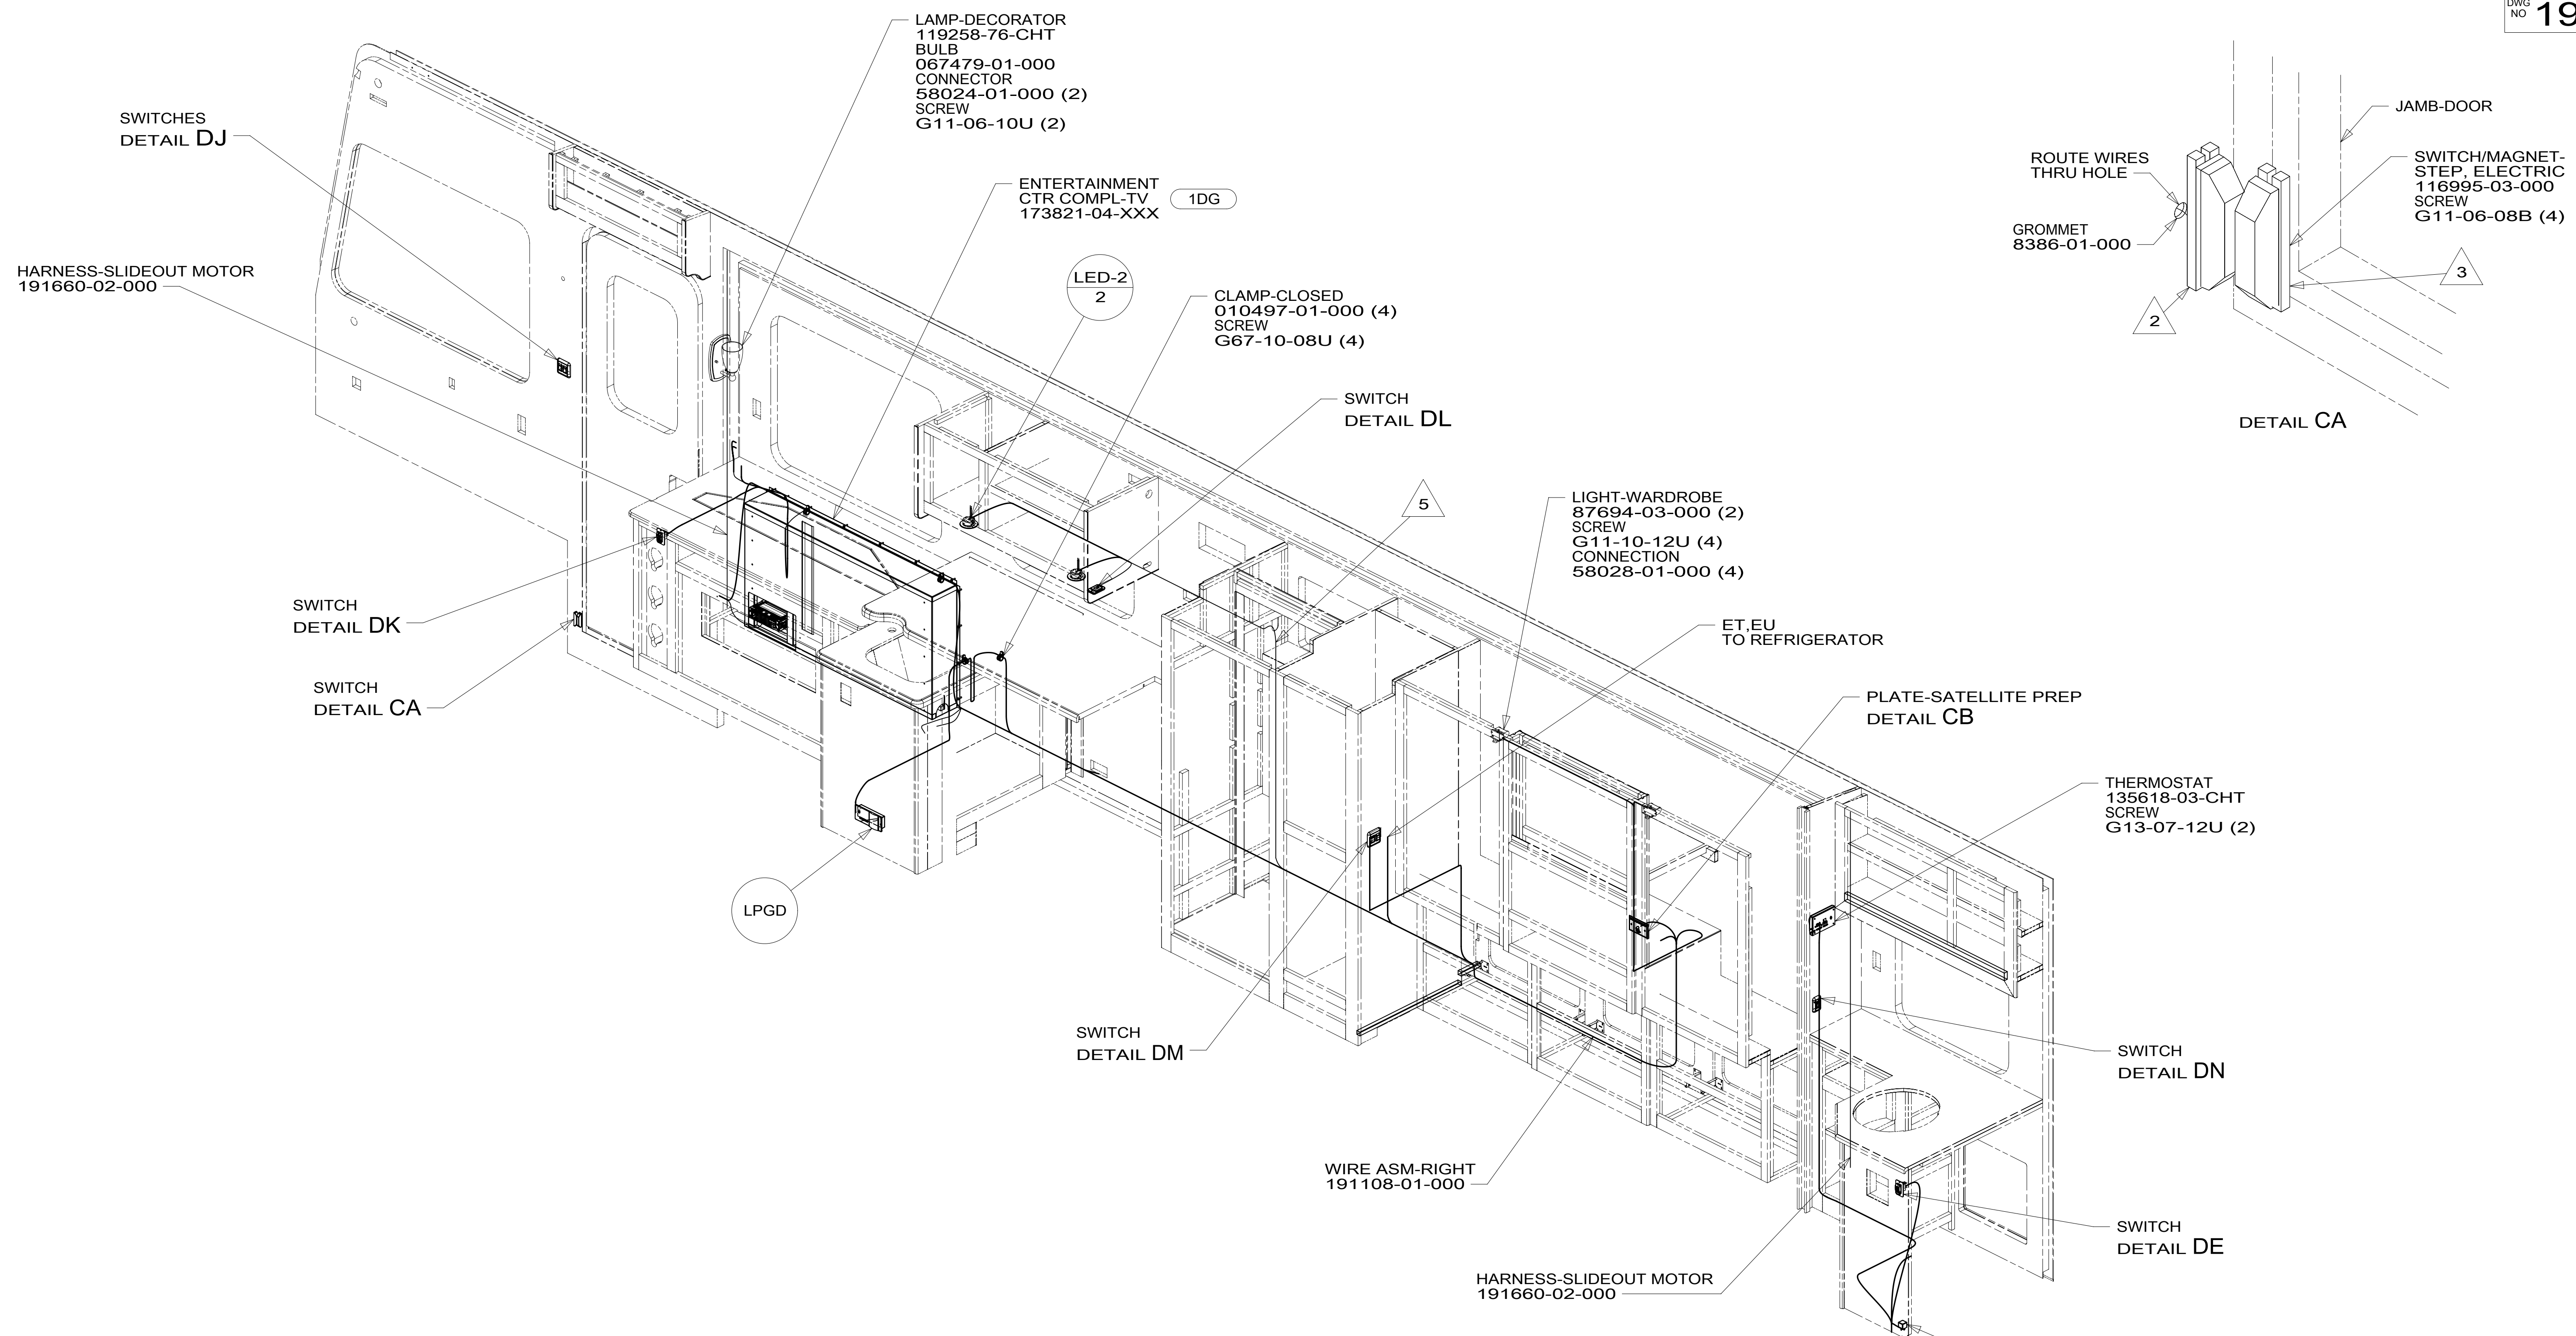 DWG
NO 19
LAMP-DECORATOR
119258-76-CHT
BULB
067479-01-000
CONNECTOR
58024-01-000 (2)
SCREW
G11-06-10U (2)
SWITCHES
DETAIL DJ
JAMB-DOOR
ROUTE WIRES
THRU HOLE
SWITCH/MAGNET-
STEP, ELECTRIC
116995-03-000
SCREW
G11-06-08B (4)
GROMMET
8386-01-000
3
2
DETAIL CA
ENTERTAINMENT
CTR COMPL-TV
173821-04-XXX
1DG
HARNESS-SLIDEOUT MOTOR
191660-02-000
LED-2
2
CLAMP-CLOSED
010497-01-000 (4)
SCREW
G67-10-08U (4)
SWITCH
DETAIL DL
5
LIGHT-WARDROBE
87694-03-000 (2)
SCREW
G11-10-12U (4)
CONNECTION
58028-01-000 (4)
SWITCH
DETAIL DK
ET,EU
TO REFRIGERATOR
SWITCH
DETAIL CA
PLATE-SATELLITE PREP
DETAIL CB
THERMOSTAT
135618-03-CHT
SCREW
G13-07-12U (2)
LPGD
SWITCH
DETAIL DM
SWITCH
DETAIL DN
WIRE ASM-RIGHT
191108-01-000
SWITCH
DETAIL DE
HARNESS-SLIDEOUT MOTOR
191660-02-000